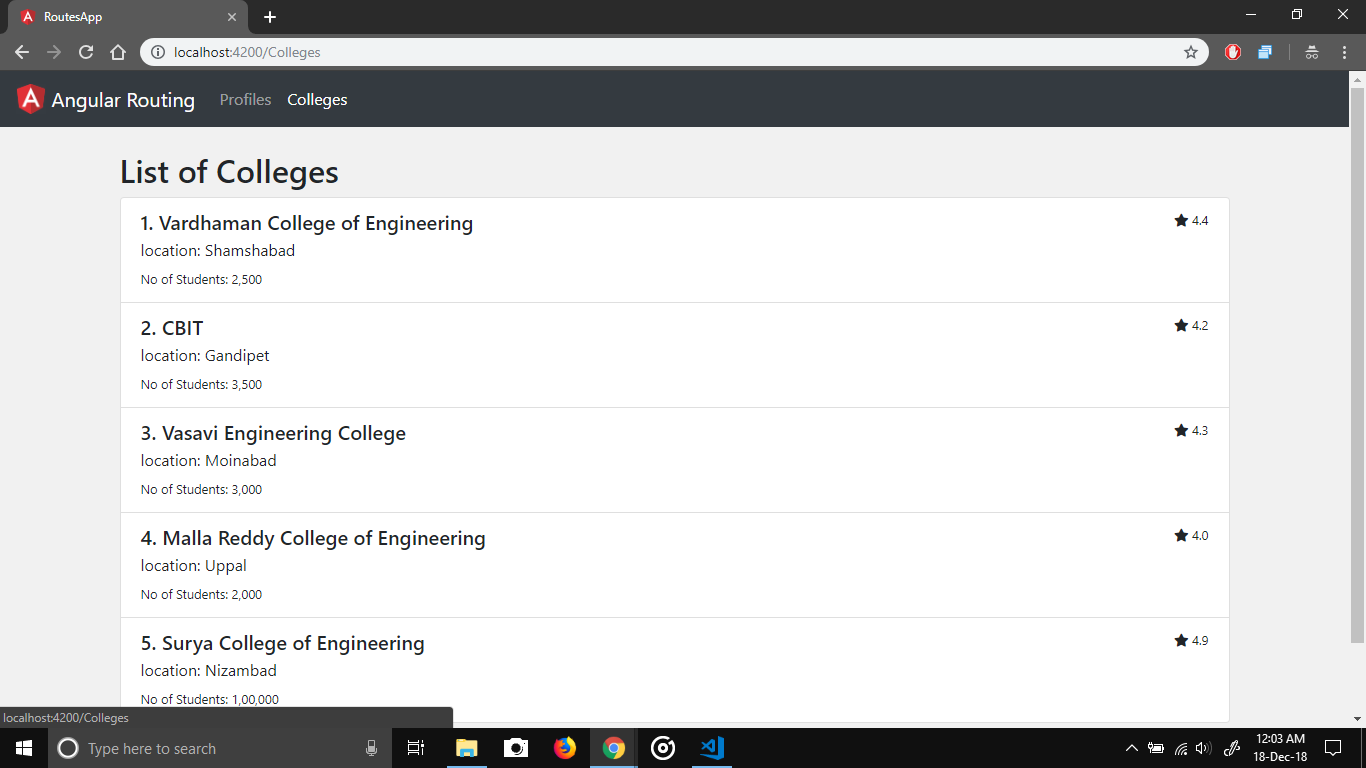 RoutesApp
localhost:4200/Colleges
Angular Routing Profiles Colleges
List of Colleges
1. Vardhaman College of Engineering 4.4
location: Shamshabad
No of Students: 2,500
2. CBIT 4.2
location: Gandipet
No of Students: 3,500
3. Vasavi Engineering College 4.3
location: Moinabad
No of Students: 3,000
4. Malla Reddy College of Engineering 4.0
location: Uppal
No of Students: 2,000
5. Surya College of Engineering 4.9
location: Nizambad
No of Students: 1,00,000
localhost:4200/Colleges
Type here to search
12:03 AM
18-Dec-18